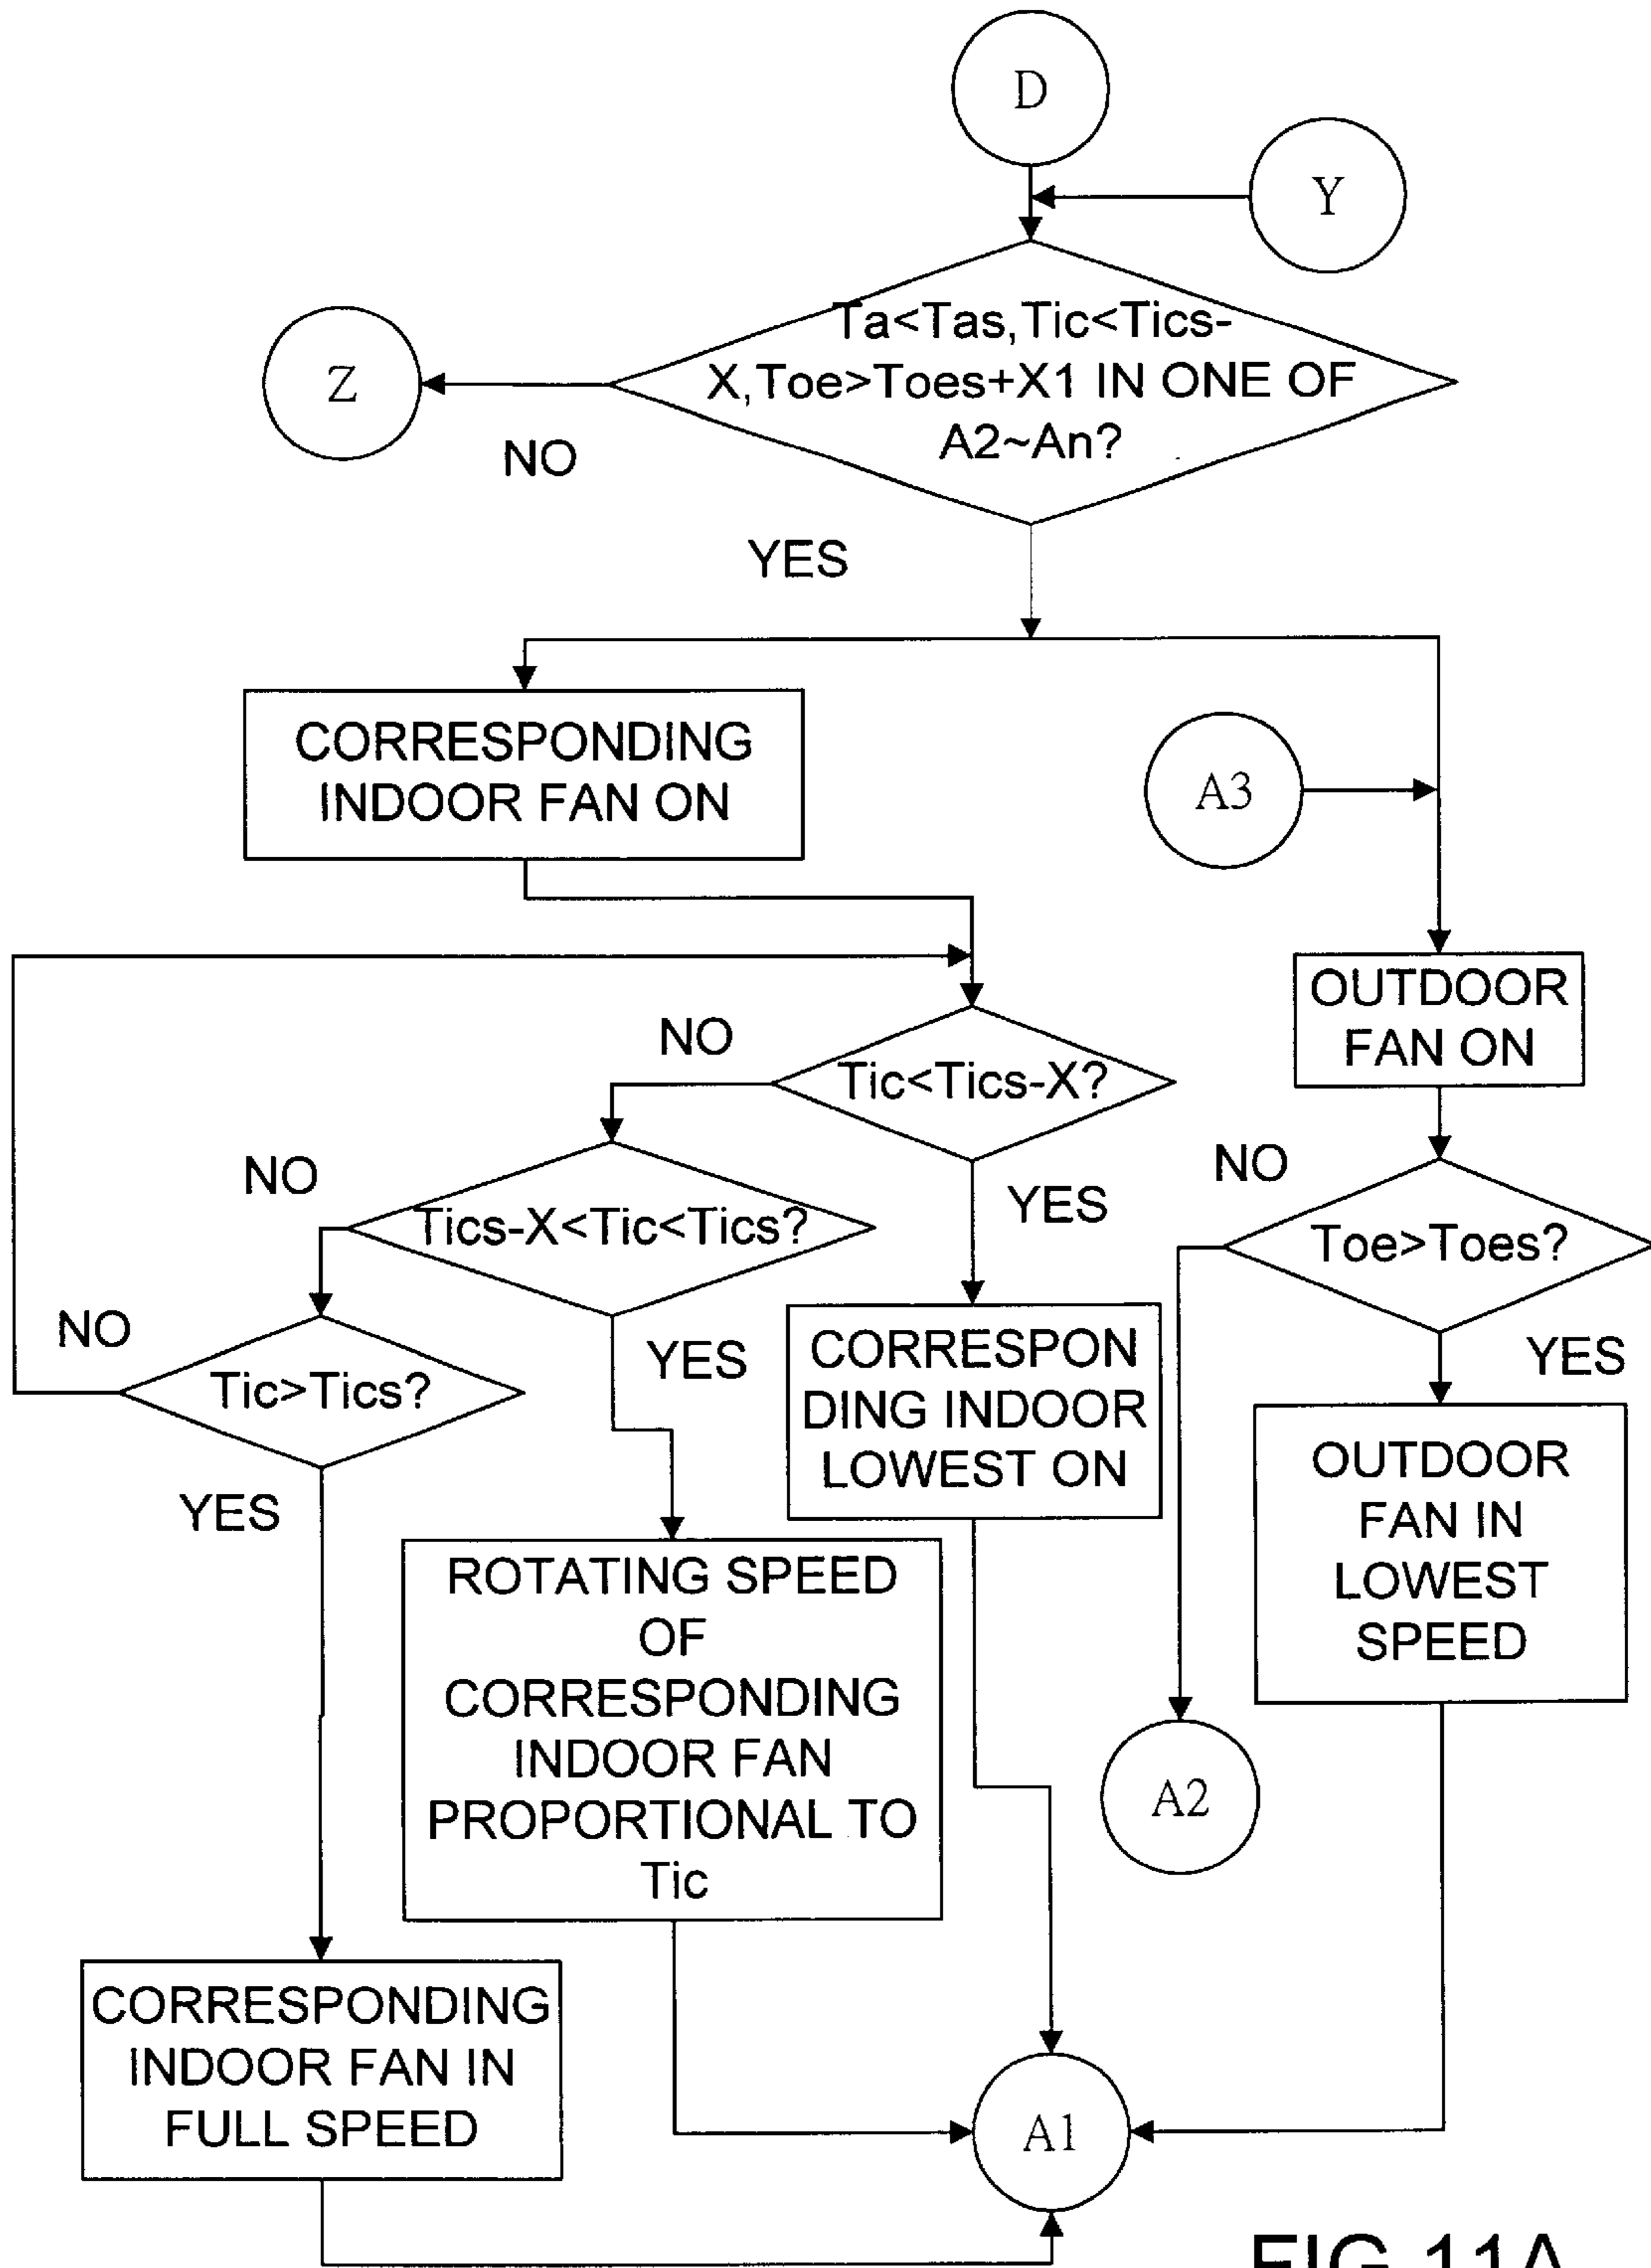 D
Y
Ta<Tas,Tic<Tics-
X,Toe>Toes+X1 IN ONE OF
A2~An?
Z
NO
YES
CORRESPONDING
INDOOR FAN ON
A3
OUTDOOR
FAN ON
NO
Tic<Tics-X?
NO
Tics-X<Tic<Tics?
YES
NO
Toe>Toes?
NO
Tic>Tics?
YES
CORRESPON
DING INDOOR
LOWEST ON
YES
YES
OUTDOOR
FAN IN
LOWEST
SPEED
ROTATING SPEED
OF
CORRESPONDING
INDOOR FAN
PROPORTIONAL TO
Tic
A2
CORRESPONDING
INDOOR FAN IN
FULL SPEED
A1
FIG.11A